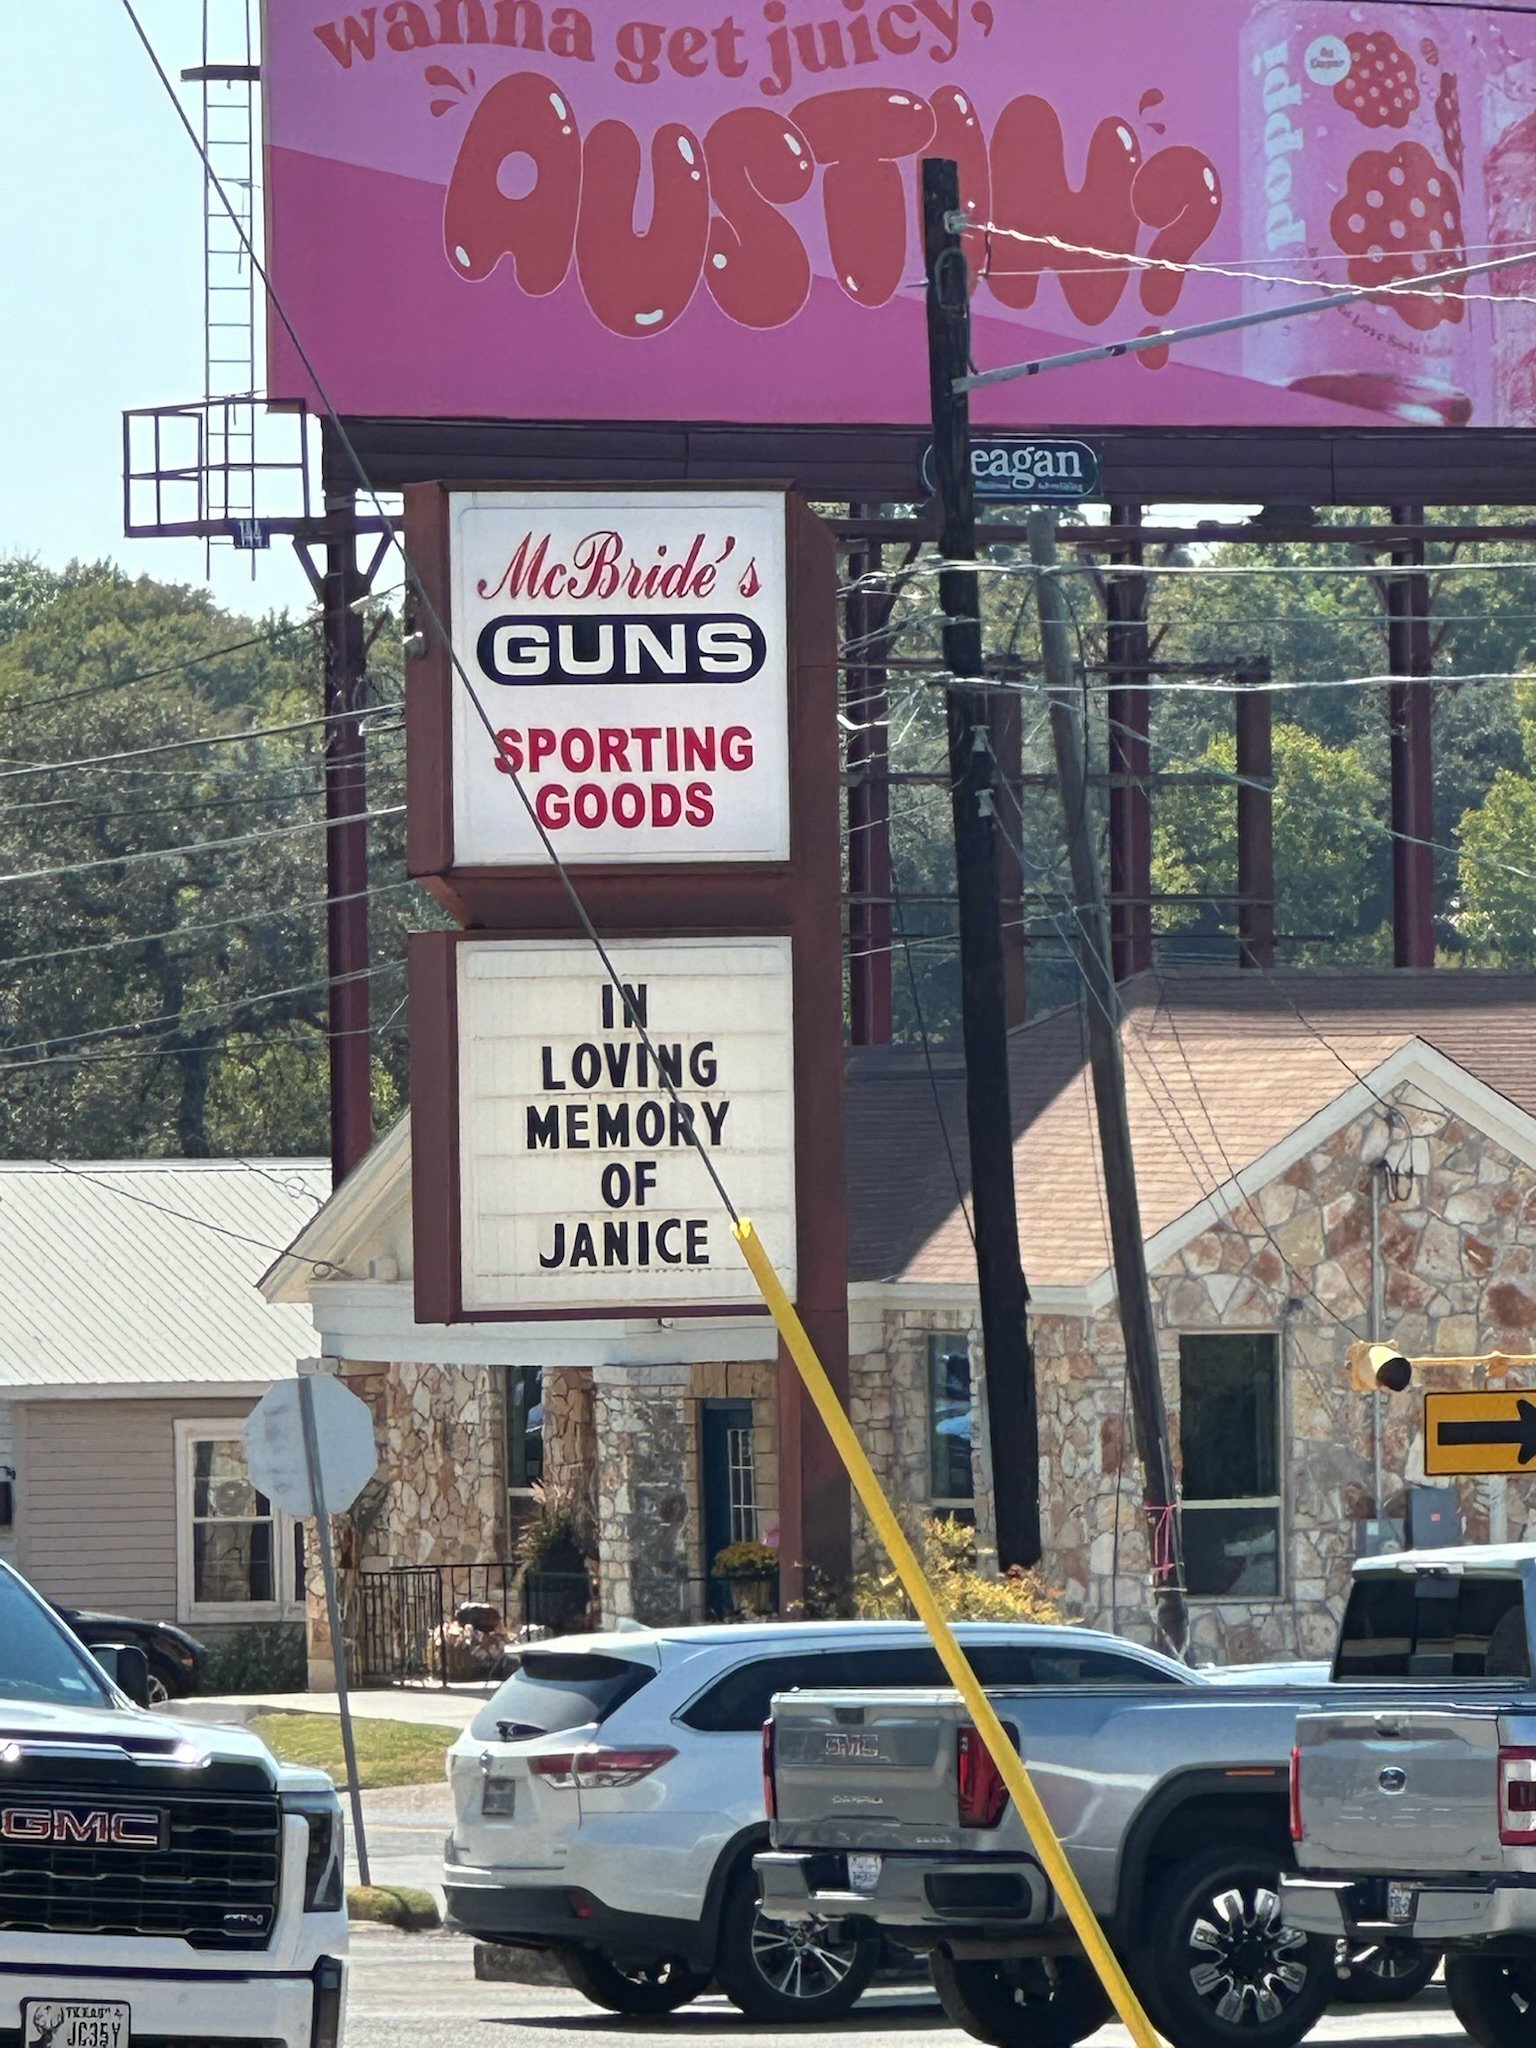 wanna get juicy,
AUSTIN?
poppi
eagan
144
McBride's
GUNS
SPORTING
GOODS
IN
LOVING
MEMORY
OF
JANICE
GMC
GMC
TEXAS
JC35Y